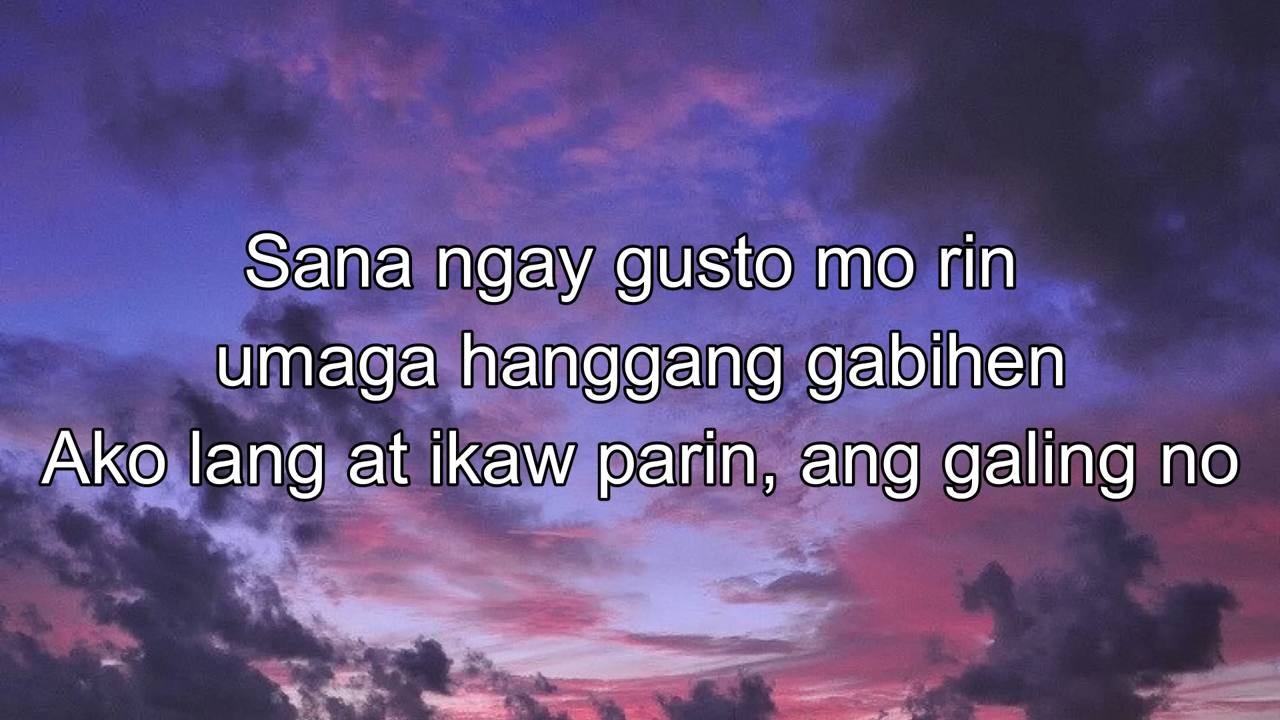 Sana ngay gusto mo rin
umaga hanggang gabihen
Ako lang at ikaw parin, ang galing no